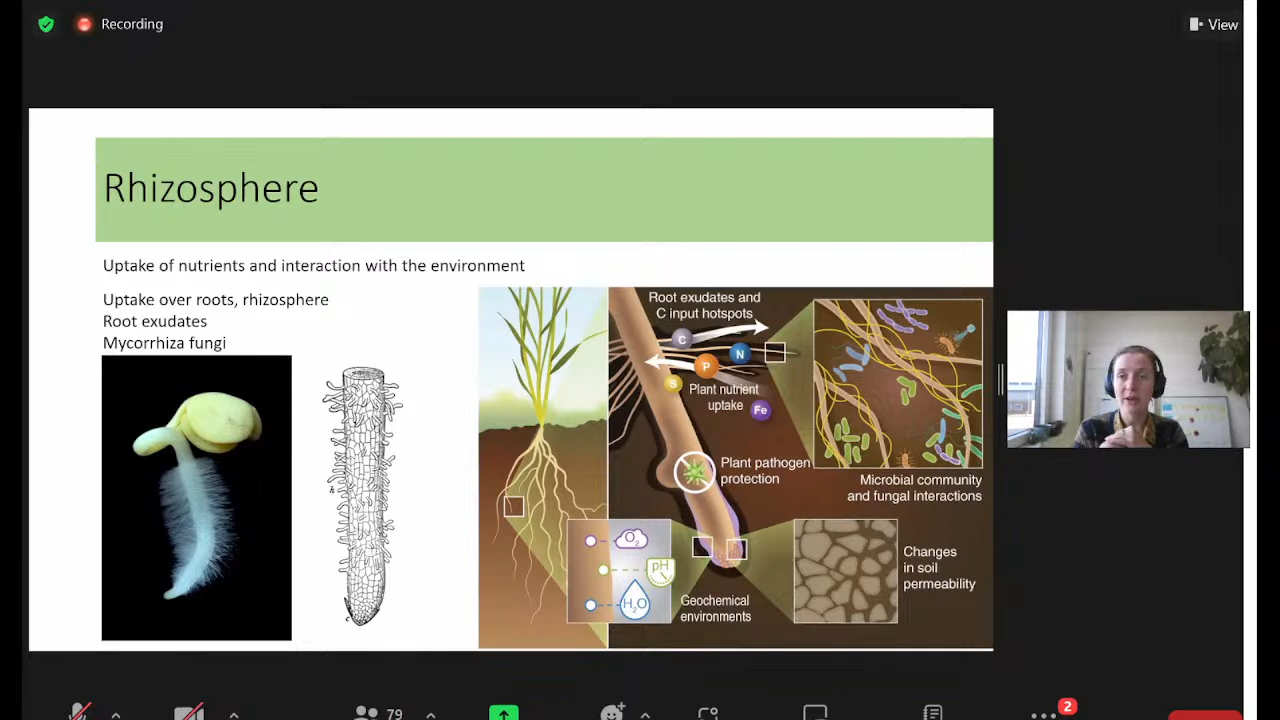 Recording
View
Rhizosphere
Uptake of nutrients and interaction with the environment
Uptake over roots, rhizosphere
Root exudates
Mycorrhiza fungi
Root exudates and
C input hotspots
C
N
P
S
Plant nutrient
uptake
Fe
Plant pathogen
protection
Microbial community
and fungal interactions
O2
pH
H2O
Geochemical
environments
Changes
in soil
permeability
79
2